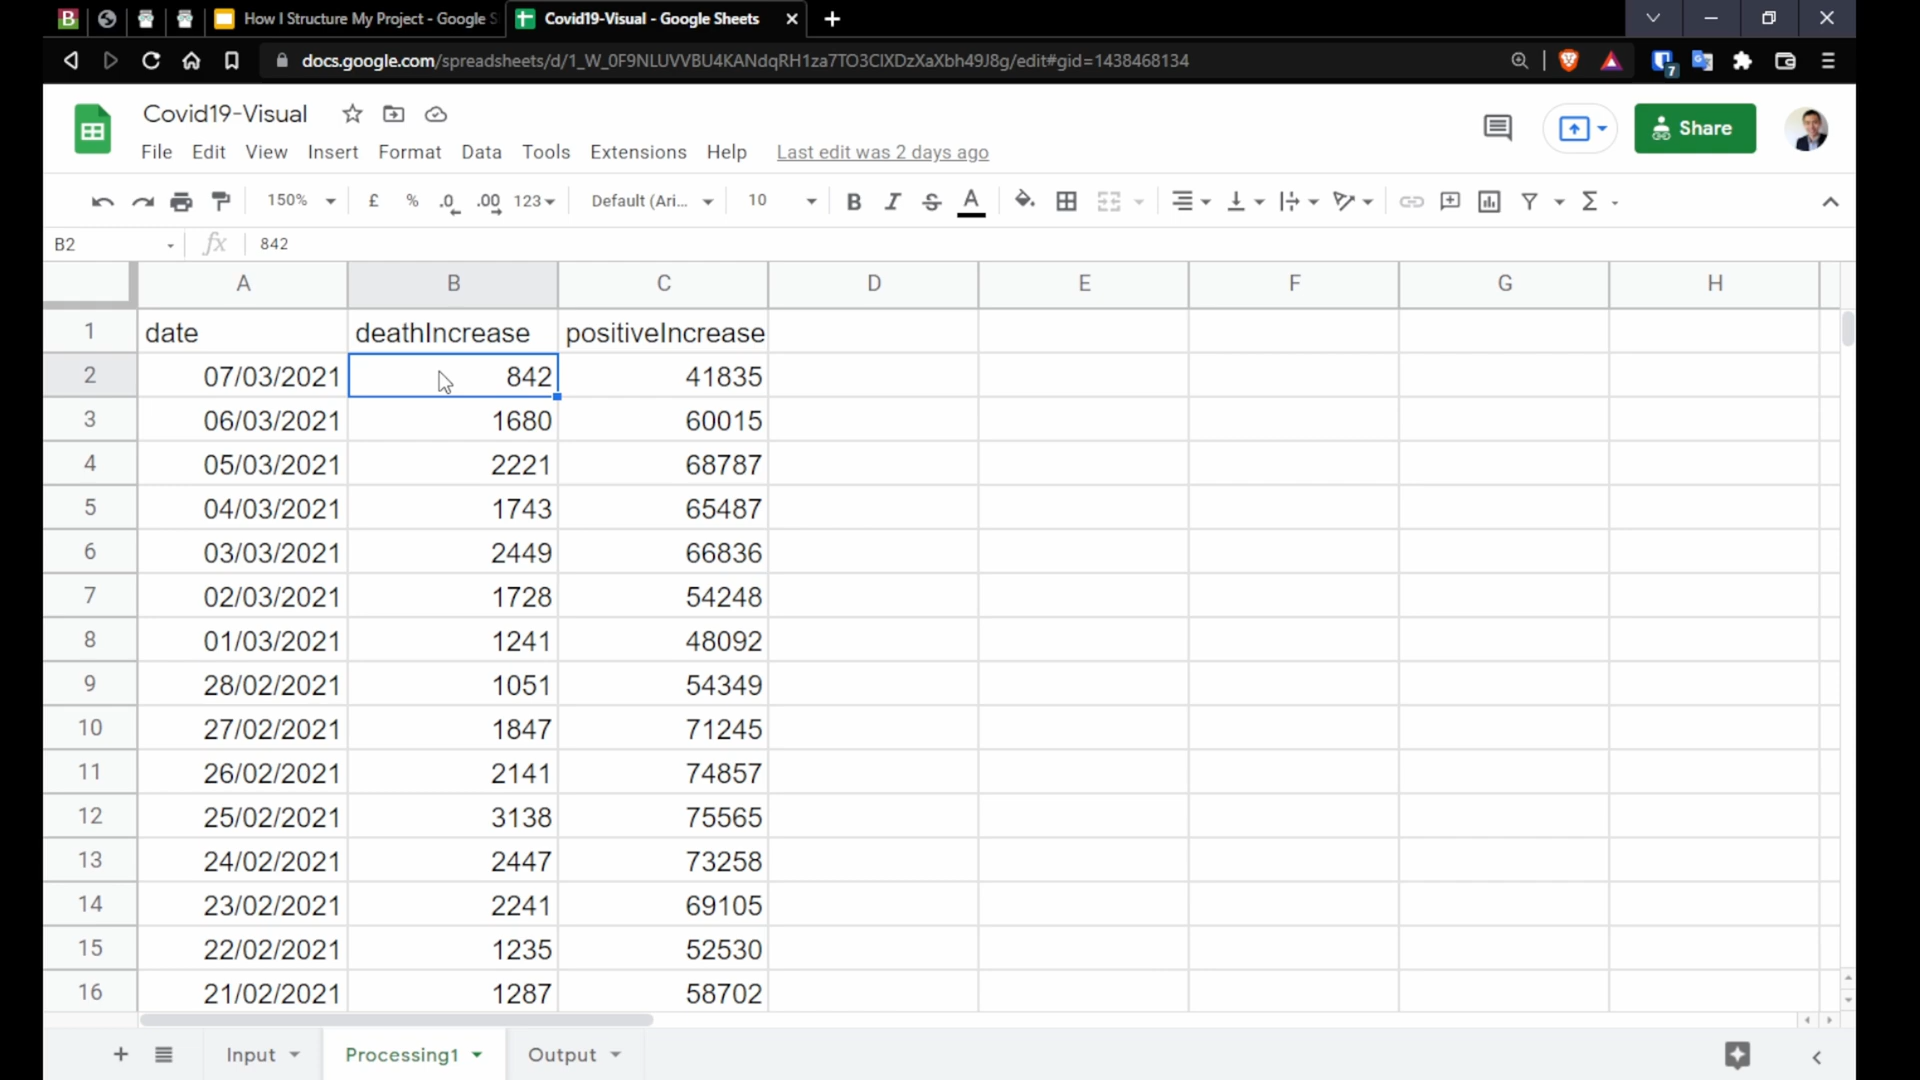 How I Structure My Project - Google S
Covid19-Visual - Google Sheets
docs.google.com/spreadsheets/d/1_W_0F9NLUVVBU4KANdqRH1za7TO3CIXDzXaXbh49J8g/edit#gid=1438468134
7
Covid19-Visual
Share
File Edit View Insert Format Data Tools Extensions Help Last edit was 2 days ago
150% £ % .0 .00 123 Default (Ari... 10 B I S A Σ
B2 fx 842
A B C D E F G H
1 date deathIncrease positiveIncrease
2 07/03/2021 842 41835
3 06/03/2021 1680 60015
4 05/03/2021 2221 68787
5 04/03/2021 1743 65487
6 03/03/2021 2449 66836
7 02/03/2021 1728 54248
8 01/03/2021 1241 48092
9 28/02/2021 1051 54349
10 27/02/2021 1847 71245
11 26/02/2021 2141 74857
12 25/02/2021 3138 75565
13 24/02/2021 2447 73258
14 23/02/2021 2241 69105
15 22/02/2021 1235 52530
16 21/02/2021 1287 58702
Input Processing1 Output